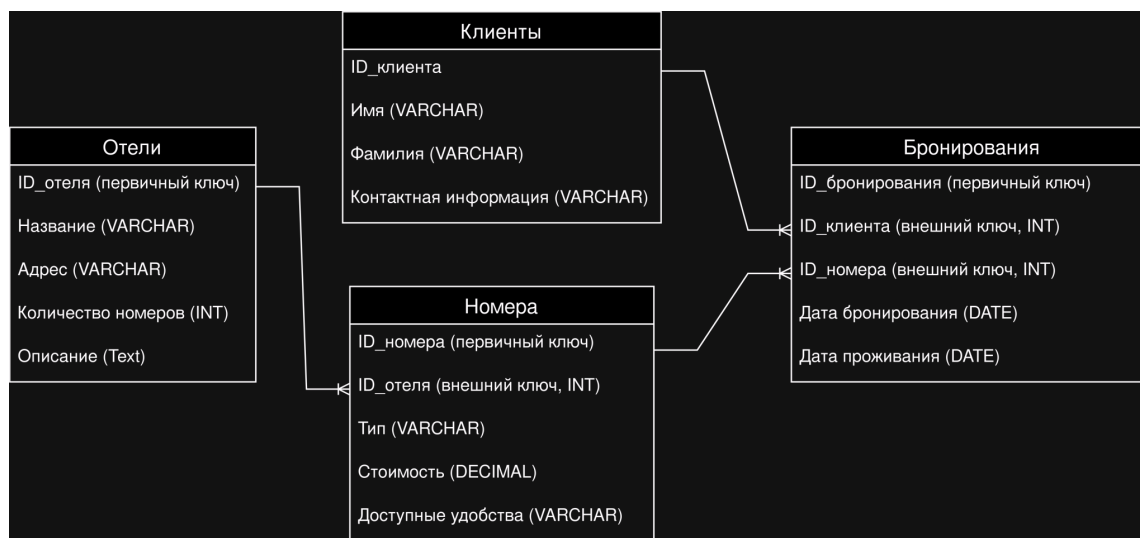 Клиенты
ID_клиента
Имя (VARCHAR)
Фамилия (VARCHAR)
Контактная информация (VARCHAR)
Отели
ID_отеля (первичный ключ)
Название (VARCHAR)
Адрес (VARCHAR)
Количество номеров (INT)
Описание (Text)
Номера
ID_номера (первичный ключ)
ID_отеля (внешний ключ, INT)
Тип (VARCHAR)
Стоимость (DECIMAL)
Доступные удобства (VARCHAR)
Бронирования
ID_бронирования (первичный ключ)
ID_клиента (внешний ключ, INT)
ID_номера (внешний ключ, INT)
Дата бронирования (DATE)
Дата проживания (DATE)